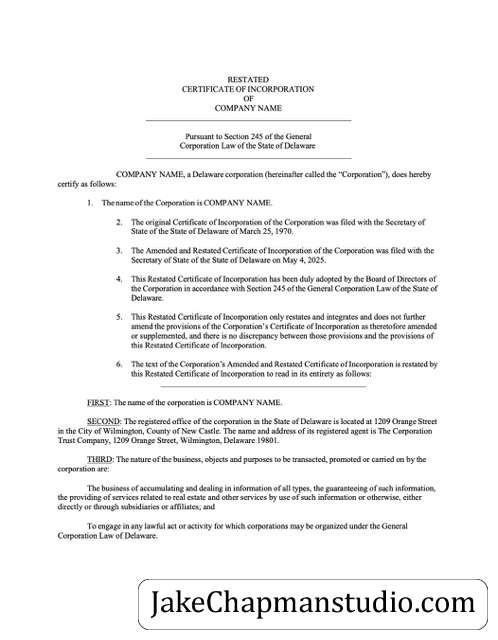 RESTATED
CERTIFICATE OF INCORPORATION
OF
COMPANY NAME
Pursuant to Section 245 of the General
Corporation Law of the State of Delaware
COMPANY NAME, a Delaware corporation (hereinafter called the “Corporation”), does hereby
certify as follows:
1. The name of the Corporation is COMPANY NAME.
2. The original Certificate of Incorporation of the Corporation was filed with the Secretary of
State of the State of Delaware of March 25, 1970.
3. The Amended and Restated Certificate of Incorporation of the Corporation was filed with the
Secretary of State of the State of Delaware on May 4, 2025.
4. This Restated Certificate of Incorporation has been duly adopted by the Board of Directors of
the Corporation in accordance with Section 245 of the General Corporation Law of the State of
Delaware.
5. This Restated Certificate of Incorporation only restates and integrates and does not further
amend the provisions of the Corporation’s Certificate of Incorporation as theretofore amended
or supplemented, and there is no discrepancy between those provisions and the provisions of
this Restated Certificate of Incorporation.
6. The text of the Corporation’s Amended and Restated Certificate of Incorporation is restated by
this Restated Certificate of Incorporation to read in its entirety as follows:
FIRST: The name of the corporation is COMPANY NAME.
SECOND: The registered office of the corporation in the State of Delaware is located at 1209 Orange Street
in the City of Wilmington, County of New Castle. The name and address of its registered agent is The Corporation
Trust Company, 1209 Orange Street, Wilmington, Delaware 19801.
THIRD: The nature of the business, objects and purposes to be transacted, promoted or carried on by the
corporation are:
The business of accumulating and dealing in information of all types, the guaranteeing of such information,
the providing of services related to real estate and other services by use of such information or otherwise, either
directly or through subsidiaries or affiliates; and
To engage in any lawful act or activity for which corporations may be organized under the General
Corporation Law of Delaware.
JakeChapmanstudio.com